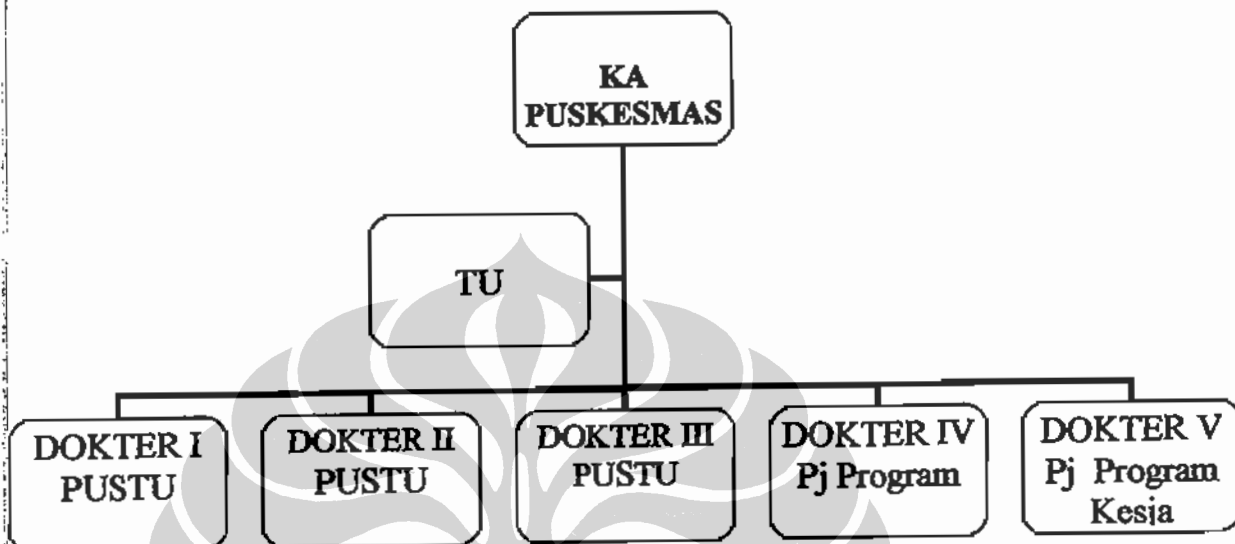 KA
PUSKESMAS
TU
DOKTER I
PUSTU
DOKTER II
PUSTU
DOKTER III
PUSTU
DOKTER IV
Pj Program
DOKTER V
Pj Program
Kesja